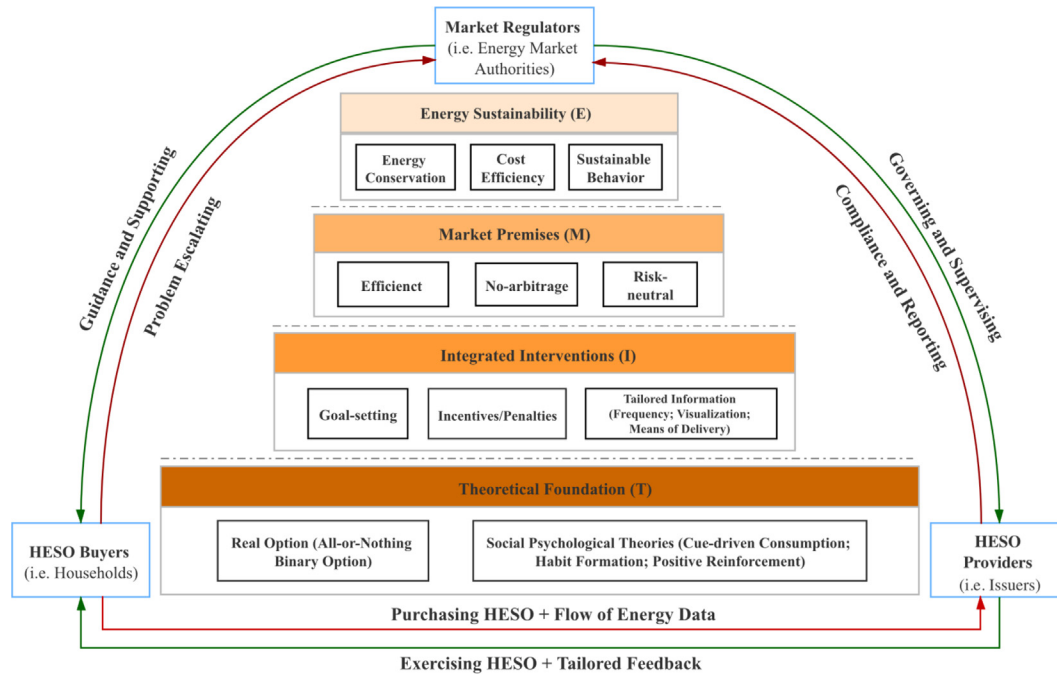 Market Regulators
(i.e. Energy Market
Authorities)
Energy Sustainability (E)
Energy
Conservation
Cost
Efficiency
Sustainable
Behavior
Market Premises (M)
Efficienct
No-arbitrage
Risk-
neutral
Integrated Interventions (I)
Goal-setting
Incentives/Penalties
Tailored Information
(Frequency; Visualization;
Means of Delivery)
Theoretical Foundation (T)
Real Option (All-or-Nothing
Binary Option)
Social Psychological Theories (Cue-driven Consumption;
Habit Formation; Positive Reinforcement)
Guidance and Supporting
Problem Escalating
Governing and Supervising
Compliance and Reporting
HESO Buyers
(i.e. Households)
HESO
Providers
(i.e. Issuers)
Purchasing HESO + Flow of Energy Data
Exercising HESO + Tailored Feedback